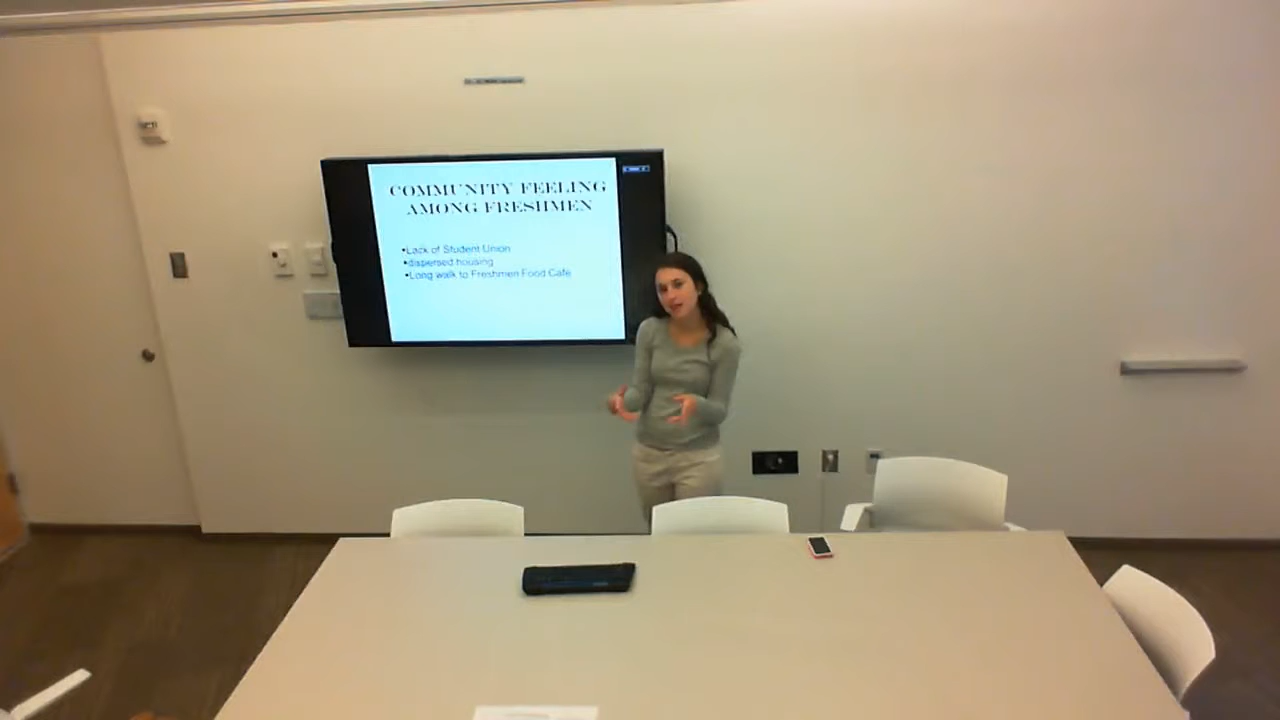 COMMUNITY FEELING
AMONG FRESHMEN
•Lack of Student Union
•dispersed housing
•Long walk to Freshmen Food Cafe